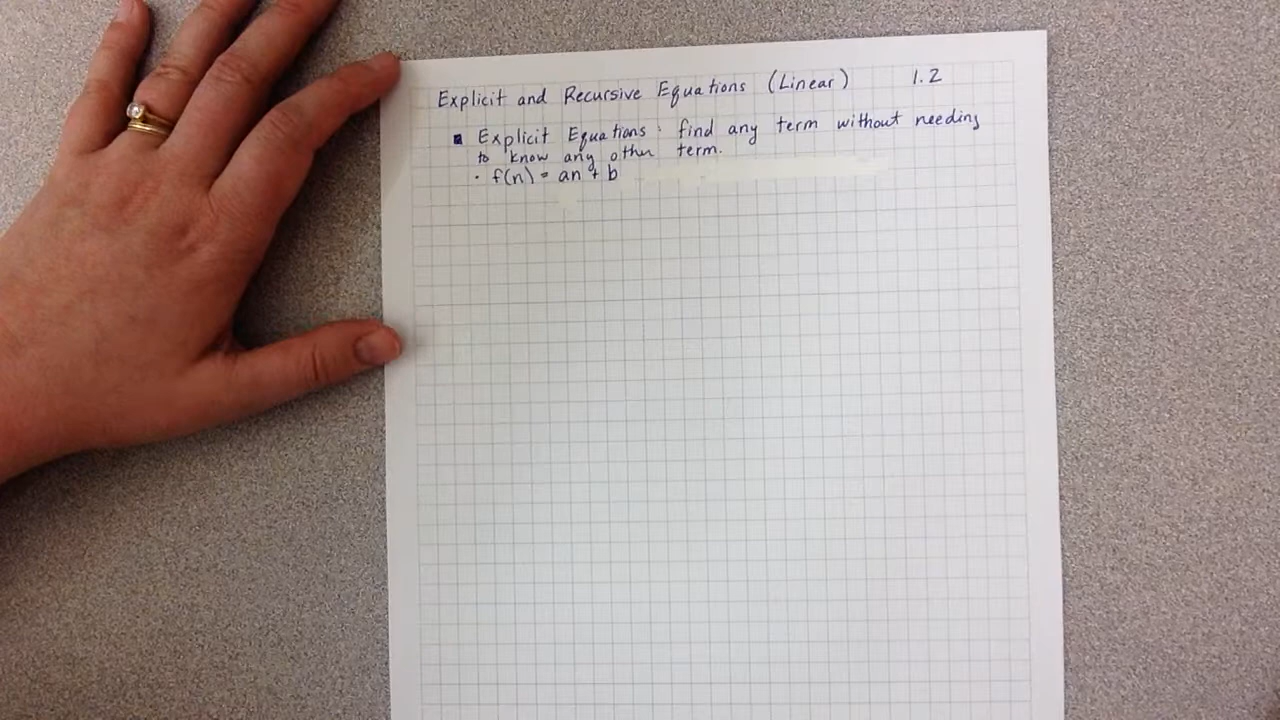 Explicit and Recursive Equations (Linear) 1.2
▪ Explicit Equations: find any term without needing
to know any other term.
· f(n) = an + b